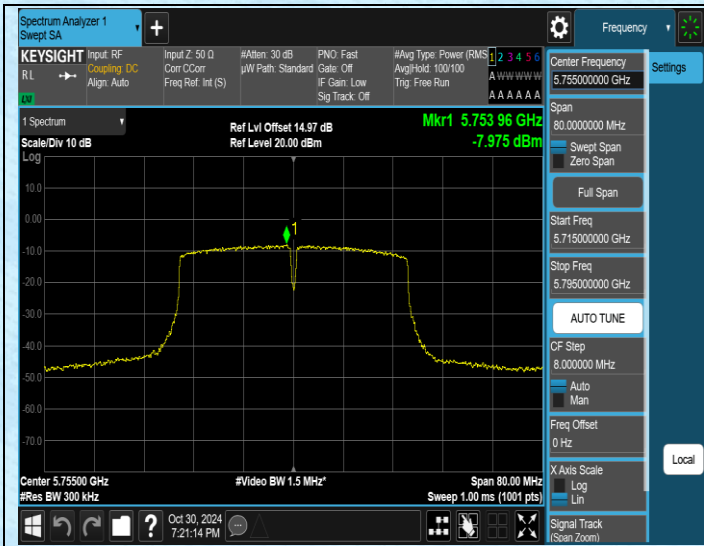 Spectrum Analyzer 1
Swept SA
+
Frequency
KEYSIGHT
RL
LXI
Input: RF
Coupling: DC
Align: Auto
Input Z: 50 Ω
Corr CCorr
Freq Ref: Int (S)
#Atten: 30 dB
µW Path: Standard
PNO: Fast
Gate: Off
IF Gain: Low
Sig Track: Off
#Avg Type: Power (RMS
Avg|Hold: 100/100
Trig: Free Run
1 2 3 4 5 6
A W W W W W
A A A A A A
1 Spectrum
Scale/Div 10 dB
Log
Ref Lvl Offset 14.97 dB
Ref Level 20.00 dBm
Mkr1 5.753 96 GHz
-7.975 dBm
1
10.0
0.00
-10.0
-20.0
-30.0
-40.0
-50.0
-60.0
-70.0
Center 5.75500 GHz
#Res BW 300 kHz
#Video BW 1.5 MHz*
Span 80.00 MHz
Sweep 1.00 ms (1001 pts)
Center Frequency
5.755000000 GHz
Settings
Span
80.0000000 MHz
Swept Span
Zero Span
Full Span
Start Freq
5.715000000 GHz
Stop Freq
5.795000000 GHz
AUTO TUNE
CF Step
8.000000 MHz
Auto
Man
Freq Offset
0 Hz
X Axis Scale
Log
Lin
Local
Signal Track
(Span Zoom)
?
Oct 30, 2024
7:21:14 PM